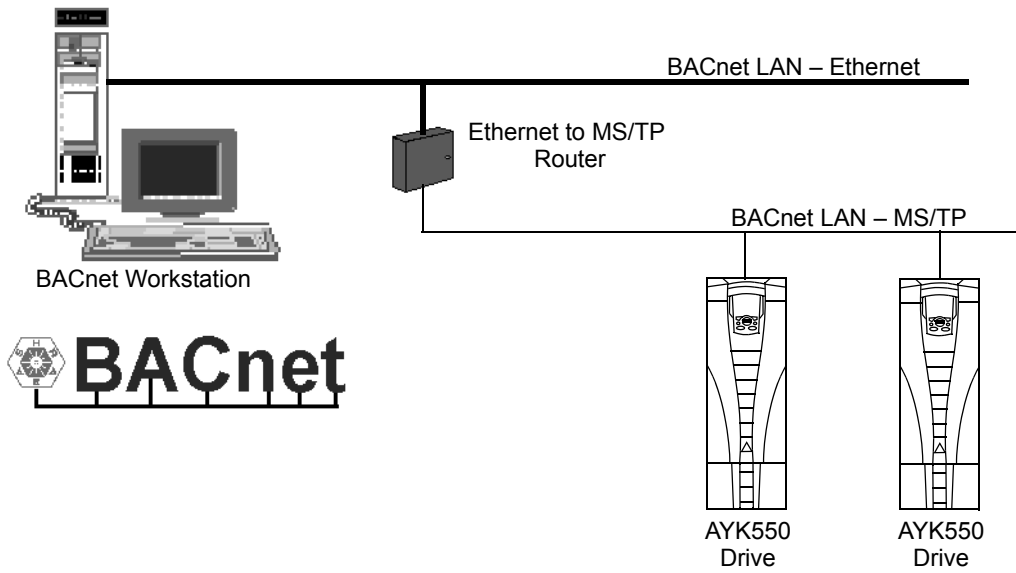 BACnet LAN – Ethernet
Ethernet to MS/TP
Router
BACnet LAN – MS/TP
BACnet Workstation
BACnet
AYK550
Drive
AYK550
Drive